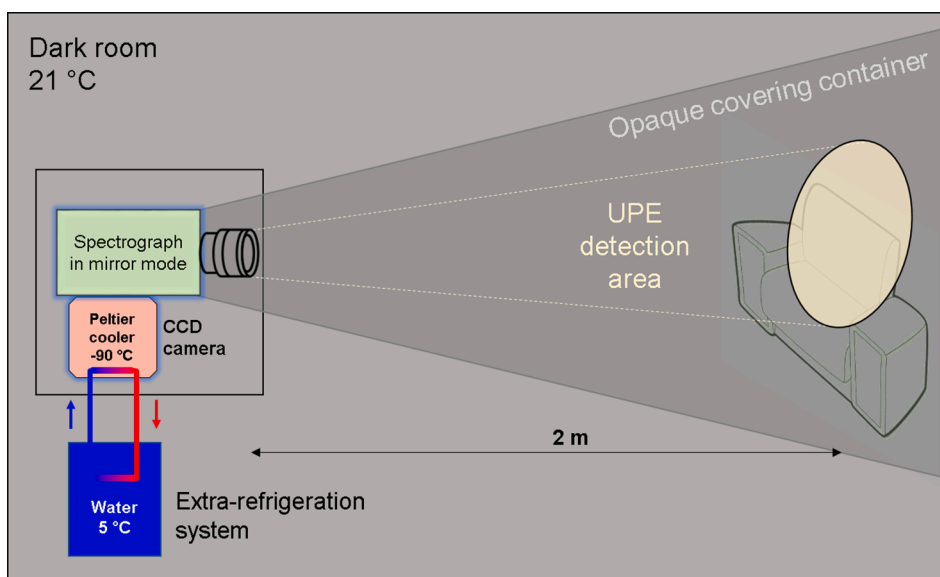 Dark room
21 °C
Opaque covering container
Spectrograph
in mirror mode
UPE
detection
area
Peltier
cooler
-90 °C
CCD
camera
2 m
Water
5 °C
Extra-refrigeration
system